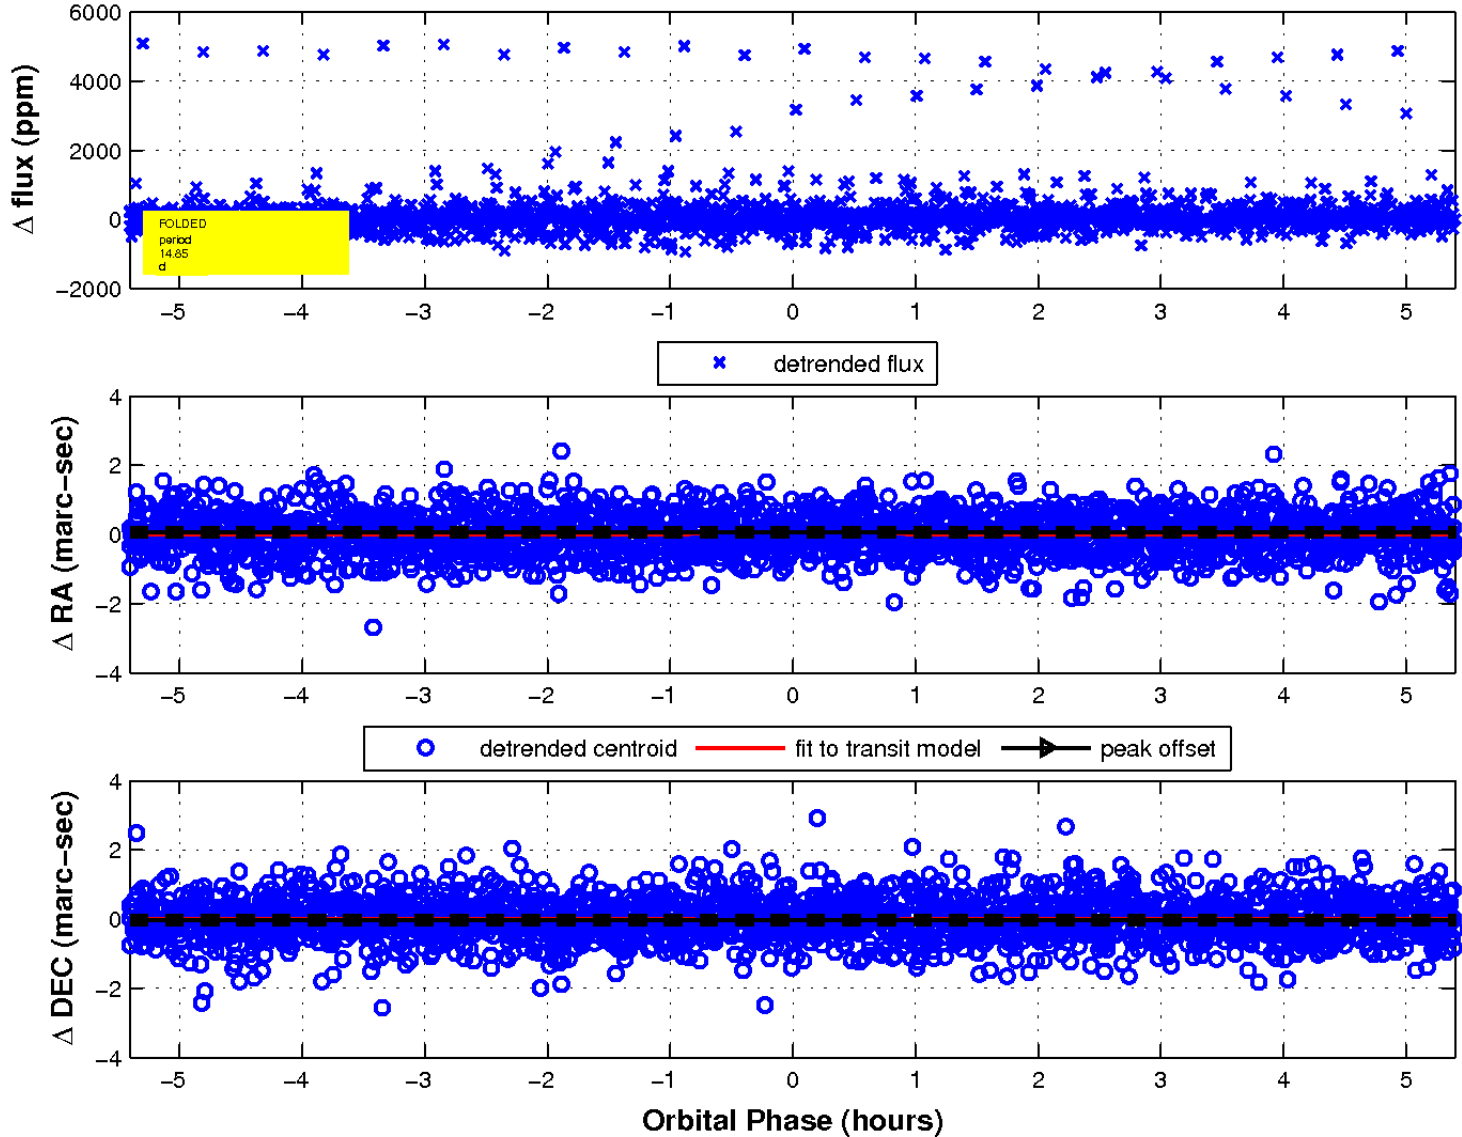 6000
4000
2000
0
−2000
Δ flux (ppm)
FOLDED
period
14.85
d
−5 −4 −3 −2 −1 0 1 2 3 4 5
detrended flux
4
2
0
−2
−4
Δ RA (marc−sec)
−5 −4 −3 −2 −1 0 1 2 3 4 5
detrended centroid fit to transit model peak offset
4
2
0
−2
−4
Δ DEC (marc−sec)
−5 −4 −3 −2 −1 0 1 2 3 4 5
Orbital Phase (hours)